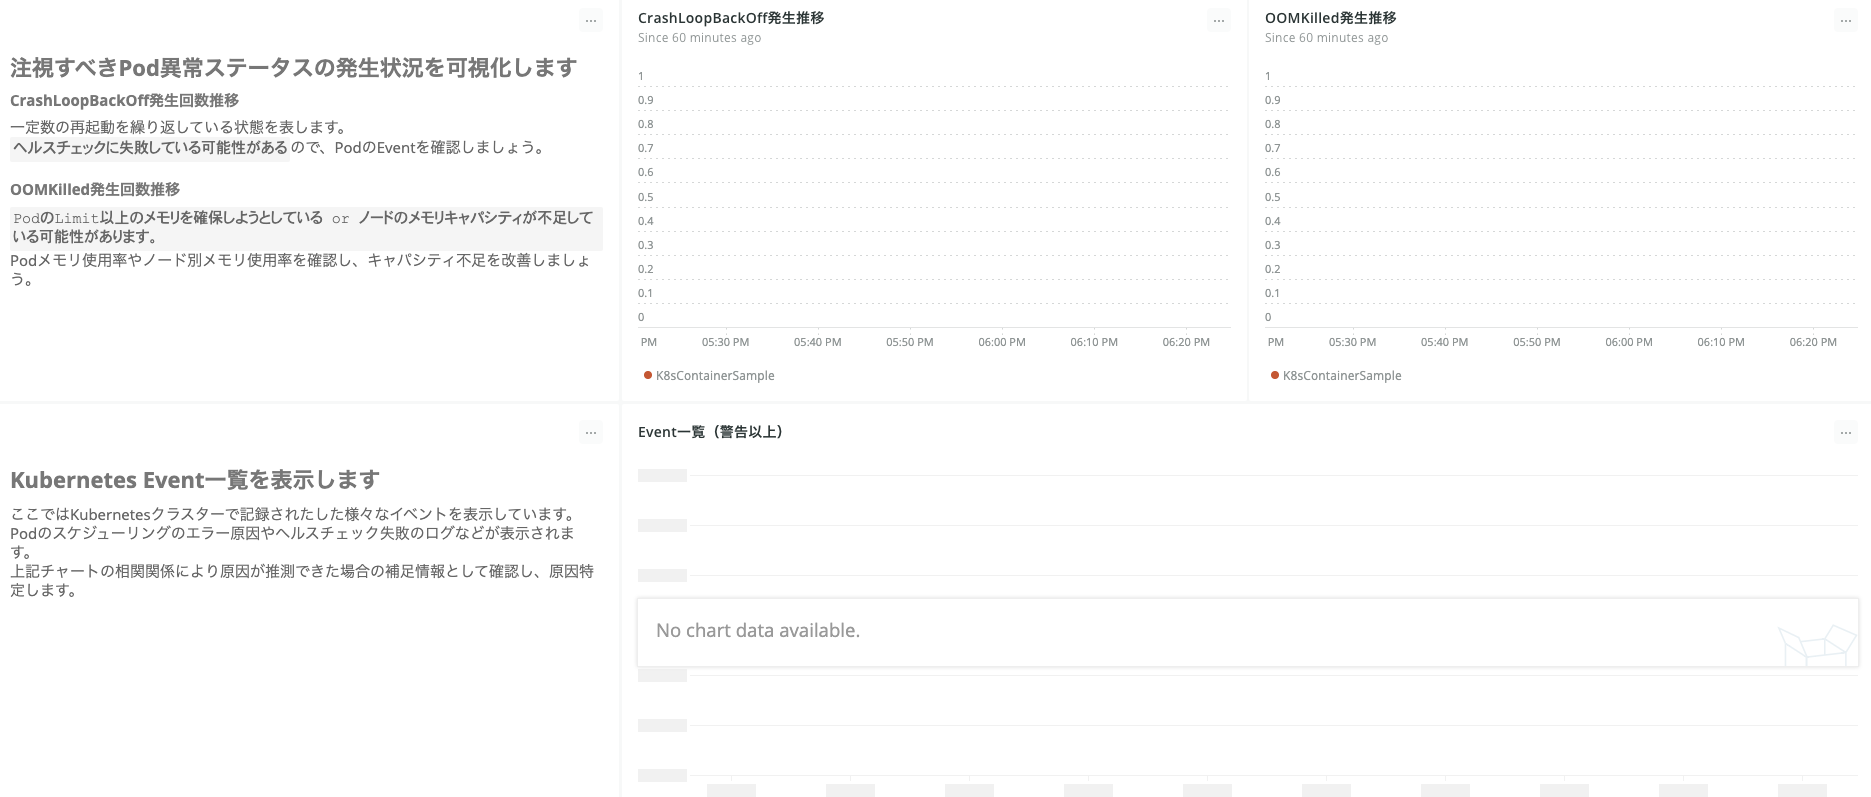 ...
注視すべきPod異常ステータスの発生状況を可視化します
CrashLoopBackOff発生回数推移
一定数の再起動を繰り返している状態を表します。
ヘルスチェックに失敗している可能性があるので、PodのEventを確認しましょう。
OOMKilled発生回数推移
PodのLimit以上のメモリを確保しようとしている or ノードのメモリキャパシティが不足して
いる可能性があります。
Podメモリ使用率やノード別メモリ使用率を確認し、キャパシティ不足を改善しましょ
う。
CrashLoopBackOff発生推移
...
Since 60 minutes ago
1
0.9
0.8
0.7
0.6
0.5
0.4
0.3
0.2
0.1
0
PM 05:30 PM 05:40 PM 05:50 PM 06:00 PM 06:10 PM 06:20 PM
K8sContainerSample
OOMKilled発生推移
...
Since 60 minutes ago
1
0.9
0.8
0.7
0.6
0.5
0.4
0.3
0.2
0.1
0
PM 05:30 PM 05:40 PM 05:50 PM 06:00 PM 06:10 PM 06:20 PM
K8sContainerSample
...
Kubernetes Event一覧を表示します
ここではKubernetesクラスターで記録されたした様々なイベントを表示しています。
Podのスケジューリングのエラー原因やヘルスチェック失敗のログなどが表示されま
す。
上記チャートの相関関係により原因が推測できた場合の補足情報として確認し、原因特
定します。
Event一覧（警告以上）
...
No chart data available.